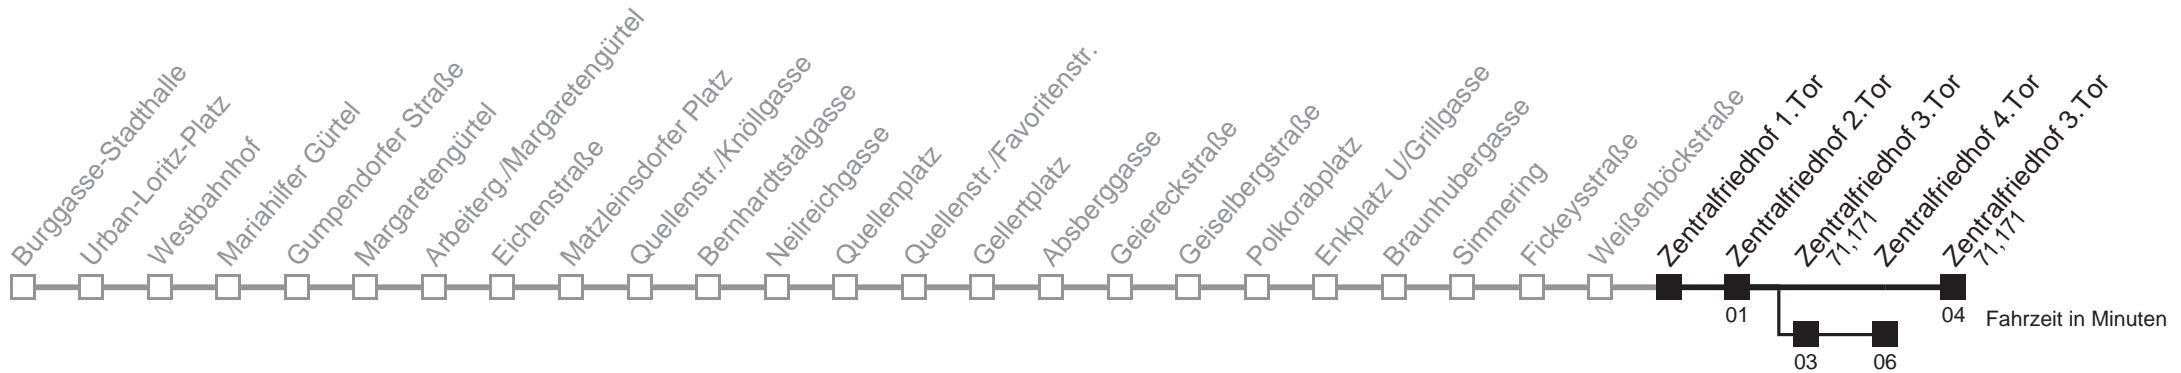 Burggasse-Stadthalle
Urban-Loritz-Platz
Westbahnhof
Mariahilfer Gürtel
Gumpendorfer Straße
Margaretengürtel
Arbeiterg./Margaretengürtel
Eichenstraße
Matzleinsdorfer Platz
Quellenstr./Knöllgasse
Bernhardtstalgasse
Neilreichgasse
Quellenplatz
Quellenstr./Favoritenstr.
Gellertplatz
Absberggasse
Geiereckstraße
Geiselbergstraße
Polkorabplatz
Enkplatz U/Grillgasse
Braunhubergasse
Simmering
Fickeysstraße
Weißenböckstraße
Zentralfriedhof 1.Tor
Zentralfriedhof 2.Tor
Zentralfriedhof 3.Tor
71,171
Zentralfriedhof 4.Tor
Zentralfriedhof 3.Tor
71,171
01
04
Fahrzeit in Minuten
03
06